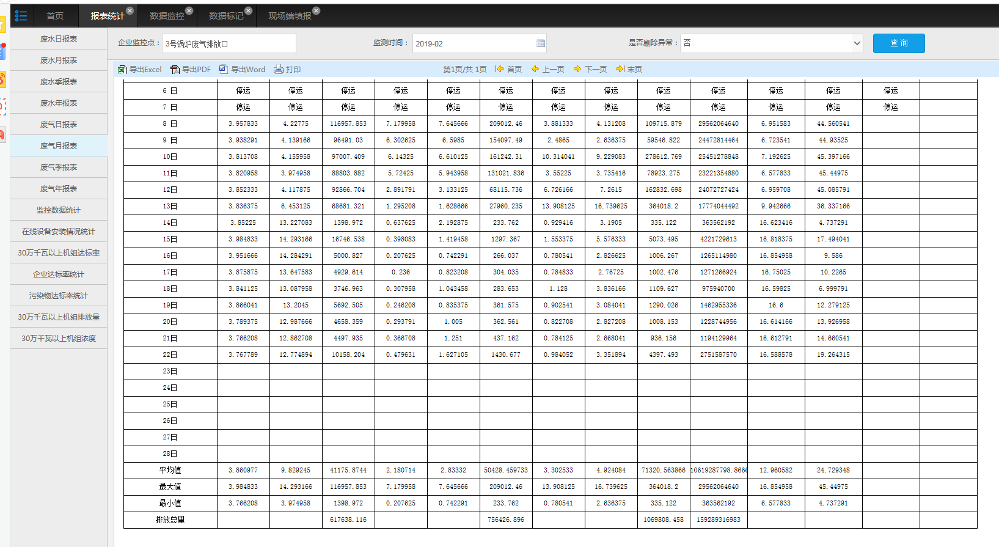 首页 报表统计 数据监控 数据标记 现场端填报
废水日报表
废水月报表
废水季报表
废水年报表
废气日报表
废气月报表
废气季报表
废气年报表
监控数据统计
在线设备安装情况统计
30万千瓦以上机组达标率
企业达标率统计
污染物达标率统计
30万千瓦以上机组排放量
30万千瓦以上机组浓度
企业监控点： 3号锅炉废气排放口 监测时间： 2019-02 是否剔除异常： 否 查 询
导出Excel 导出PDF 导出Word 打印 第1页/共 1页 首页 上一页 下一页 末页
6 日 停运 停运 停运 停运 停运 停运 停运 停运 停运 停运 停运 停运 停运
7 日 停运 停运 停运 停运 停运 停运 停运 停运 停运 停运 停运 停运 停运
8 日 3.957833 4.22775 116957.853 7.179958 7.645666 209012.46 3.881333 4.131208 109715.879 29562064640 6.951583 44.560541
9 日 3.938291 4.139166 96491.03 6.302625 6.5985 154097.49 2.4865 2.636375 59546.822 24472814464 6.723541 44.93525
10日 3.813708 4.155958 97007.409 6.14325 6.610125 161242.31 10.314041 9.229083 278612.769 25451278848 7.192625 45.397166
11日 3.820958 3.974958 88803.882 5.72425 5.943958 131021.836 3.55225 3.735416 78923.275 23221354880 6.577833 45.44975
12日 3.852333 4.117875 92866.704 2.891791 3.133125 68115.736 6.726166 7.2615 162832.698 24072727424 6.959708 45.085791
13日 3.836375 6.453125 68681.321 1.295208 1.628666 27960.235 13.908125 16.739625 364018.2 17774044492 9.942666 36.337166
14日 3.85225 13.227083 1398.972 0.637625 2.192875 233.762 0.929416 3.1905 335.122 363562192 16.623416 4.737291
15日 3.984833 14.293166 16746.538 0.398083 1.419458 1297.367 1.553375 5.576333 5073.495 4221729613 16.818375 17.494041
16日 3.951666 14.284291 5000.827 0.207625 0.742291 266.037 0.780541 2.826625 1006.267 1265114980 16.854958 9.586
17日 3.875875 13.647583 4929.614 0.236 0.823208 304.035 0.784833 2.76725 1002.476 1271266924 16.75025 10.2265
18日 3.841125 13.087958 3746.963 0.307958 1.043458 283.653 1.128 3.836166 1109.627 975940700 16.59825 6.999791
19日 3.866041 13.2045 5692.505 0.246208 0.835375 361.575 0.902541 3.084041 1290.026 1462955336 16.6 12.279125
20日 3.789375 12.987666 4658.359 0.293791 1.005 362.561 0.822708 2.827208 1008.153 1228744956 16.614166 13.926958
21日 3.766208 12.862708 4497.935 0.366708 1.251 437.162 0.784125 2.668041 936.156 1194129964 16.612791 14.660541
22日 3.767789 12.774894 10158.204 0.479631 1.627105 1430.677 0.984052 3.351894 4397.493 2751587570 16.588578 19.264315
23日
24日
25日
26日
27日
28日
平均值 3.860977 9.829245 41175.8744 2.180714 2.83332 50428.459733 3.302533 4.924084 71320.563866 10619287798.8666 12.960582 24.729348
最大值 3.984833 14.293166 116957.853 7.179958 7.645666 209012.46 13.908125 16.739625 364018.2 29562064640 16.854958 45.44975
最小值 3.766208 3.974958 1398.972 0.207625 0.742291 233.762 0.780541 2.636375 335.122 363562192 6.577833 4.737291
排放总量 617638.116 756426.896 1069808.458 159289316983